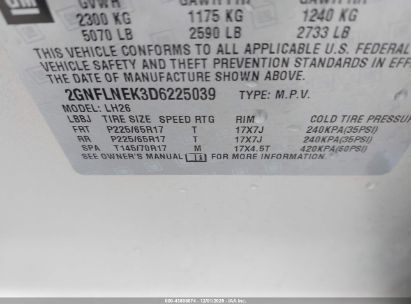 GM
GVWR GAWR FRT GAWR RR
2300 KG 1175 KG 1240 KG
5070 LB 2590 LB 2733 LB
THIS VEHICLE CONFORMS TO ALL APPLICABLE U.S. FEDERAL
VEHICLE SAFETY AND THEFT PREVENTION STANDARDS IN EFF
THE DATE OF MANUFACTURE SHOWN ABOVE.
2GNFLNEK3D6225039 TYPE: M.P.V.
MODEL: LH26
LBBJ TIRE SIZE SPEED RTG RIM COLD TIRE PRESSU
FRT P225/65R17 T 17X7J 240KPA(35PSI)
RR P225/65R17 T 17X7J 240KPA(35PSI)
SPA T145/70R17 M 17X4.5T 420KPA(60PSI)
SEE OWNER'S MANUAL FOR MORE INFORMATION.